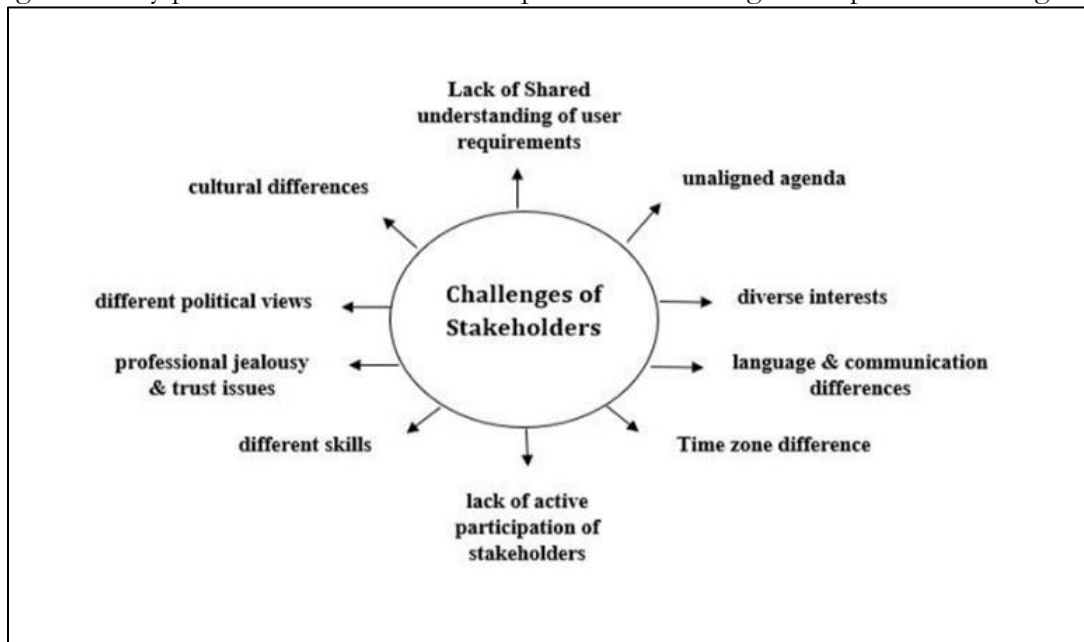 Lack of Shared
understanding of user
requirements
cultural differences
unaligned agenda
different political views
Challenges of
Stakeholders
diverse interests
professional jealousy
& trust issues
language & communication
differences
different skills
Time zone difference
lack of active
participation of
stakeholders